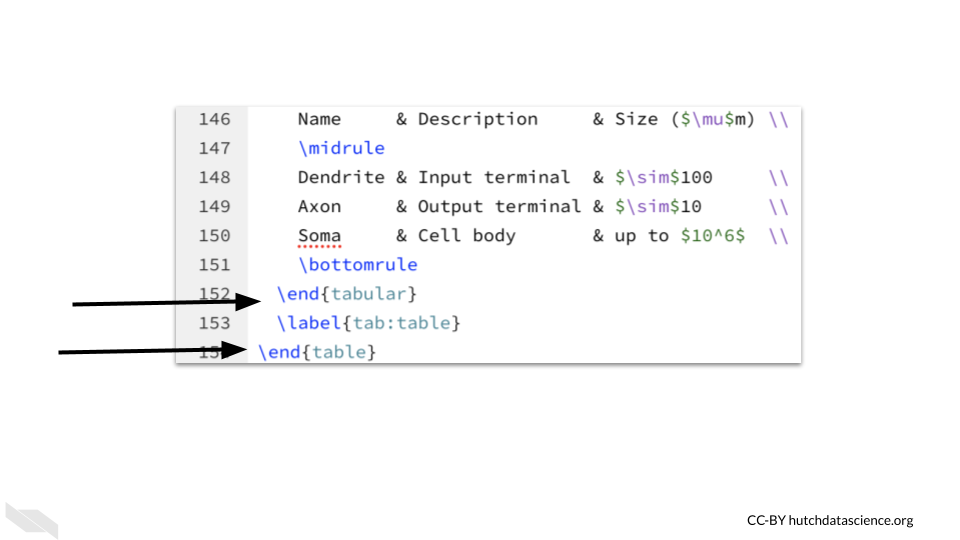 146 Name & Description & Size ($\mu$m) \\
147 \midrule
148 Dendrite & Input terminal & $\sim$100 \\
149 Axon & Output terminal & $\sim$10 \\
150 Soma & Cell body & up to $10^6$ \\
151 \bottomrule
152 \end{tabular}
153 \label{tab:table}
154 \end{table}
CC-BY hutchdatascience.org